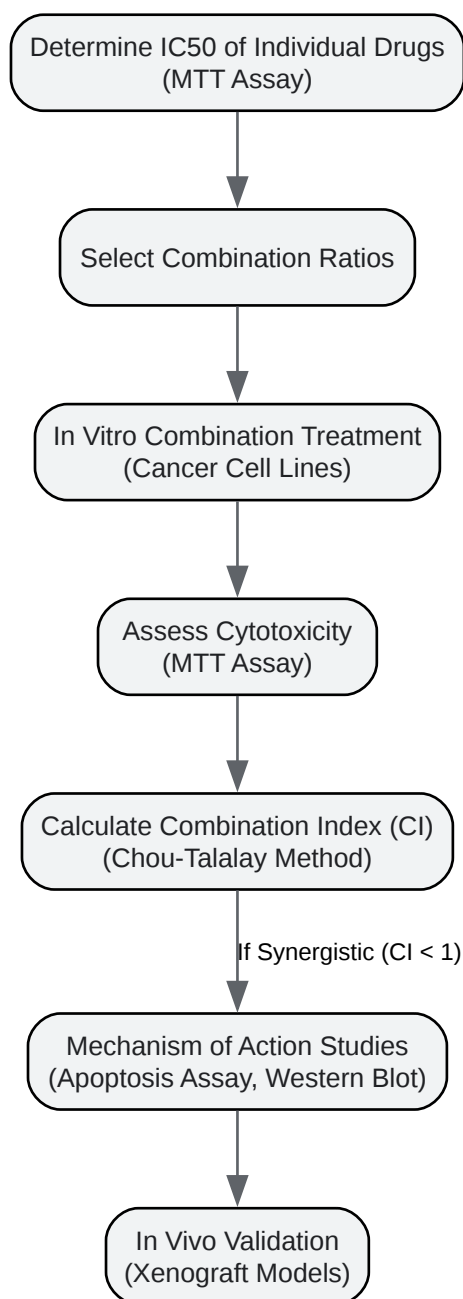 Determine IC50 of Individual Drugs
(MTT Assay)
Select Combination Ratios
In Vitro Combination Treatment
(Cancer Cell Lines)
Assess Cytotoxicity
(MTT Assay)
Calculate Combination Index (CI)
(Chou-Talalay Method)
If Synergistic (CI < 1)
Mechanism of Action Studies
(Apoptosis Assay, Western Blot)
In Vivo Validation
(Xenograft Models)